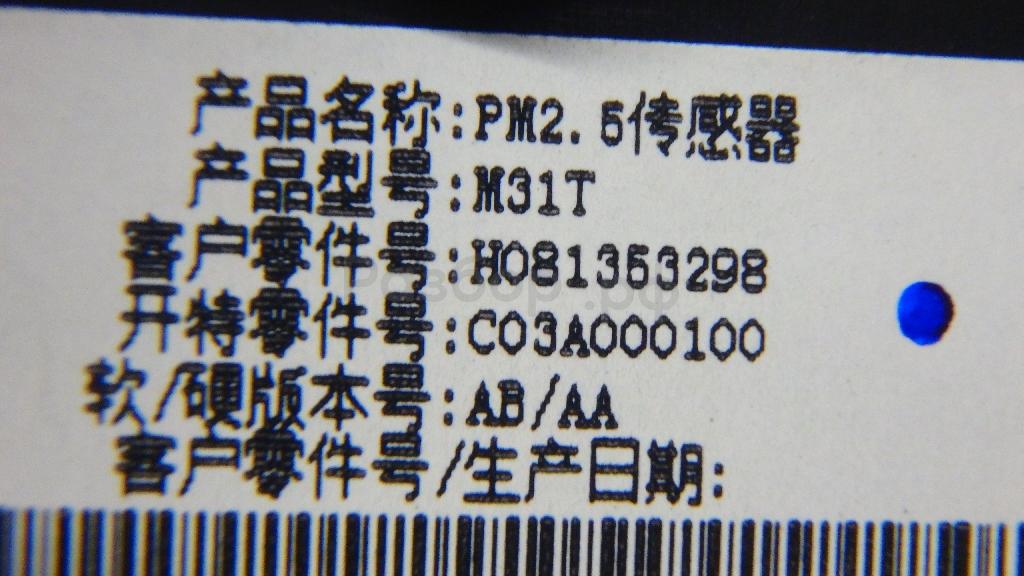 产品名称:PM2.5传感器
产品型号:M31T
客户零件号:H081353298
开特零件号:C03A000100
软/硬版本号:AB/AA
客户零件号/生产日期:
Разбор.рф